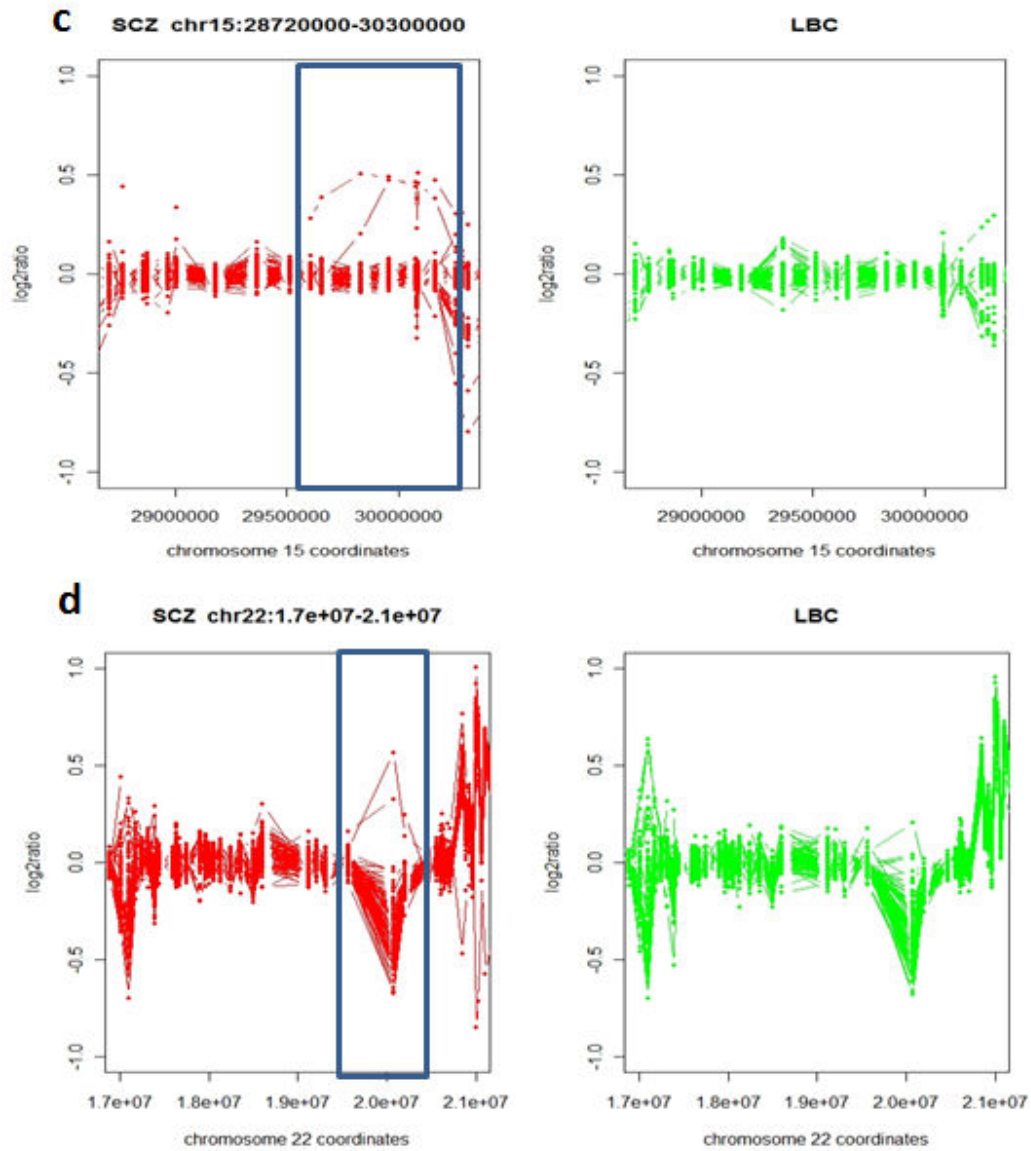 c
SCZ chr15:28720000-30300000
LBC
1.0
0.5
0.0
-0.5
-1.0
log2ratio
29000000 29500000 30000000
chromosome 15 coordinates
1.0
0.5
0.0
-0.5
-1.0
log2ratio
29000000 29500000 30000000
chromosome 15 coordinates
d
SCZ chr22:1.7e+07-2.1e+07
LBC
1.0
0.5
0.0
-0.5
-1.0
log2ratio
1.7e+07 1.8e+07 1.9e+07 2.0e+07 2.1e+07
chromosome 22 coordinates
1.0
0.5
0.0
-0.5
-1.0
log2ratio
1.7e+07 1.8e+07 1.9e+07 2.0e+07 2.1e+07
chromosome 22 coordinates